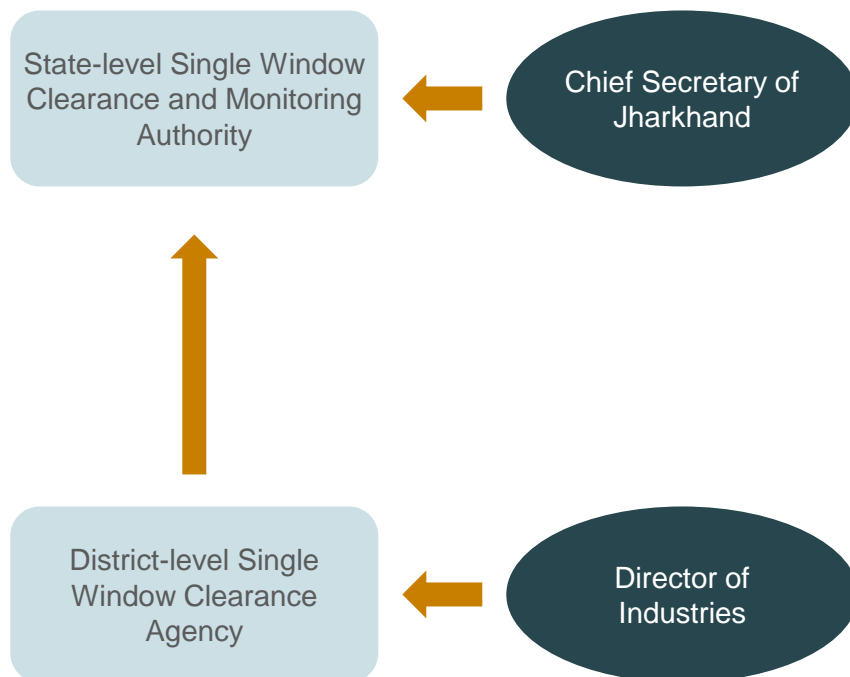 State-level Single Window
Clearance and Monitoring
Authority
Chief Secretary of
Jharkhand
District-level Single
Window Clearance
Agency
Director of
Industries